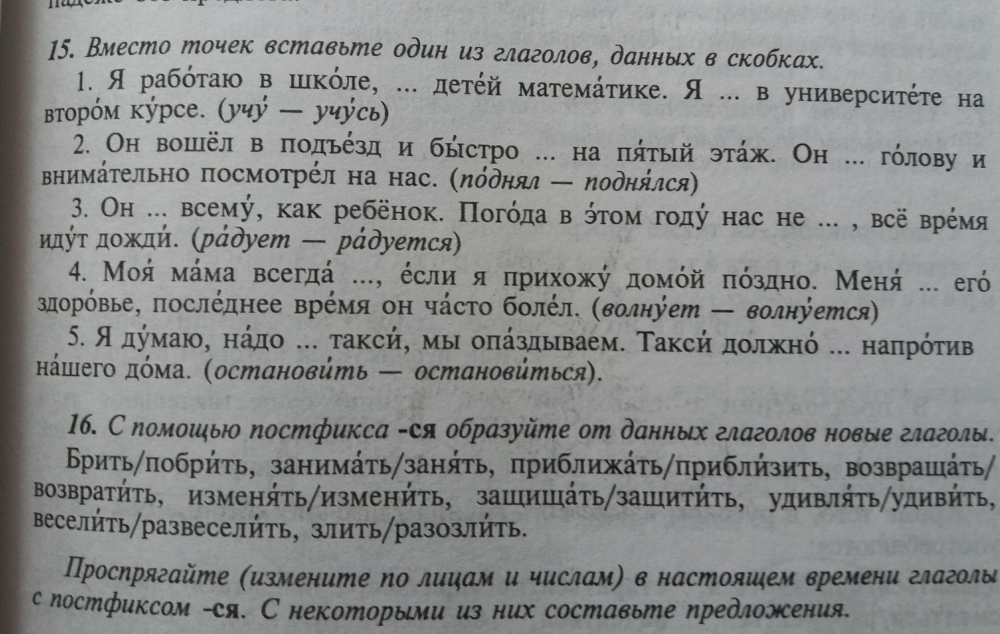 15. Вместо точек вставьте один из глаголов, данных в скобках.
1. Я рабо́таю в шко́ле, ... дете́й матема́тике. Я ... в университе́те на
второ́м ку́рсе. (учу́ — учу́сь)
2. Он вошёл в подъе́зд и бы́стро ... на пя́тый эта́ж. Он ... го́лову и
внима́тельно посмотре́л на нас. (по́днял — подня́лся)
3. Он ... всему́, как ребёнок. Пого́да в э́том году́ нас не ... , всё вре́мя
иду́т дожди́. (ра́дует — ра́дуется)
4. Моя́ ма́ма всегда́ ..., е́сли я прихожу́ домо́й по́здно. Меня́ ... его́
здоро́вье, после́днее вре́мя он ча́сто боле́л. (волну́ет — волну́ется)
5. Я ду́маю, на́до ... такси́, мы опа́здываем. Такси́ должно́ ... напро́тив
на́шего до́ма. (останови́ть — останови́ться).
16. С помощью постфикса -ся образуйте от данных глаголов новые глаголы.
Брить/побри́ть, занима́ть/заня́ть, приближа́ть/прибли́зить, возвраща́ть/
возврати́ть, изменя́ть/измени́ть, защища́ть/защити́ть, удивля́ть/удиви́ть,
весели́ть/развесели́ть, злить/разозли́ть.
Проспрягайте (измените по лицам и числам) в настоящем времени глаголы
с постфиксом -ся. С некоторыми из них составьте предложения.